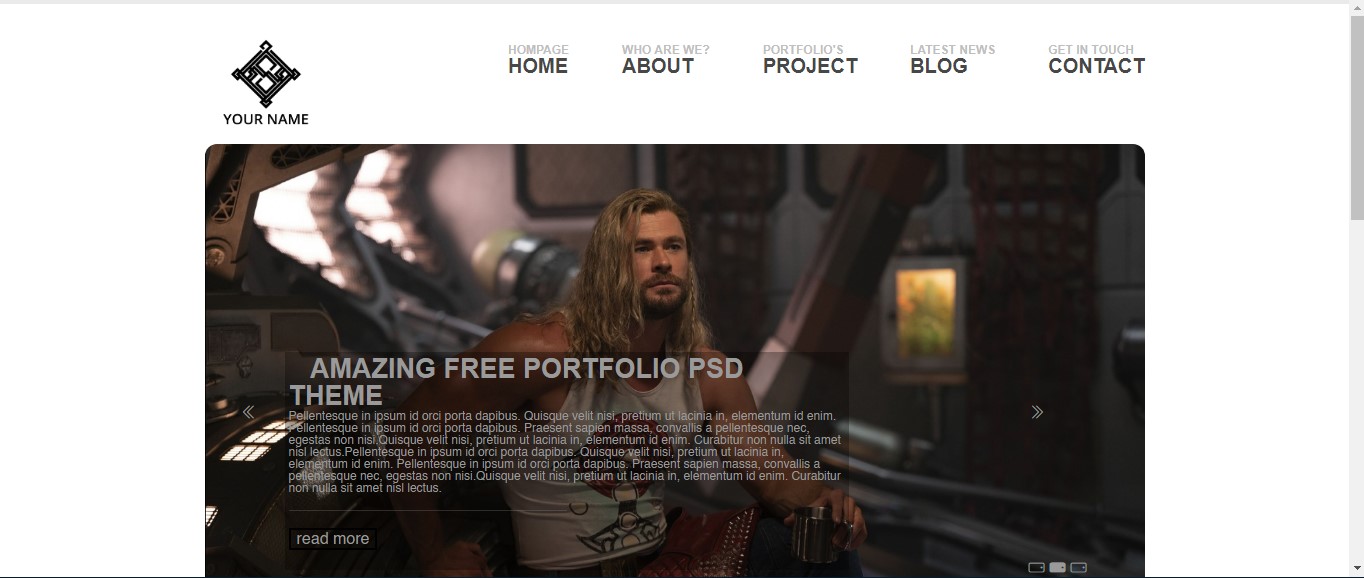 HOMPAGE
HOME
WHO ARE WE?
ABOUT
PORTFOLIO'S
PROJECT
LATEST NEWS
BLOG
GET IN TOUCH
CONTACT
YOUR NAME
AMAZING FREE PORTFOLIO PSD
THEME
Pellentesque in ipsum id orci porta dapibus. Quisque velit nisi, pretium ut lacinia in, elementum id enim.
Pellentesque in ipsum id orci porta dapibus. Praesent sapien massa, convallis a pellentesque nec,
egestas non nisi.Quisque velit nisi, pretium ut lacinia in, elementum id enim. Curabitur non nulla sit amet
nisl lectus.Pellentesque in ipsum id orci porta dapibus. Quisque velit nisi, pretium ut lacinia in,
elementum id enim. Pellentesque in ipsum id orci porta dapibus. Praesent sapien massa, convallis a
pellentesque nec, egestas non nisi.Quisque velit nisi, pretium ut lacinia in, elementum id enim. Curabitur
non nulla sit amet nisl lectus.
read more